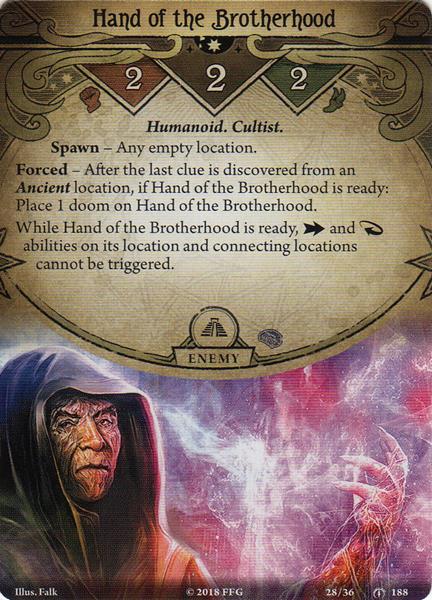 Hand of the Brotherhood
2 2 2
Humanoid. Cultist.
Spawn – Any empty location.
Forced – After the last clue is discovered from an
Ancient location, if Hand of the Brotherhood is ready:
Place 1 doom on Hand of the Brotherhood.
While Hand of the Brotherhood is ready, and
abilities on its location and connecting locations
cannot be triggered.
ENEMY
Illus. Falk © 2018 FFG 28/36 188